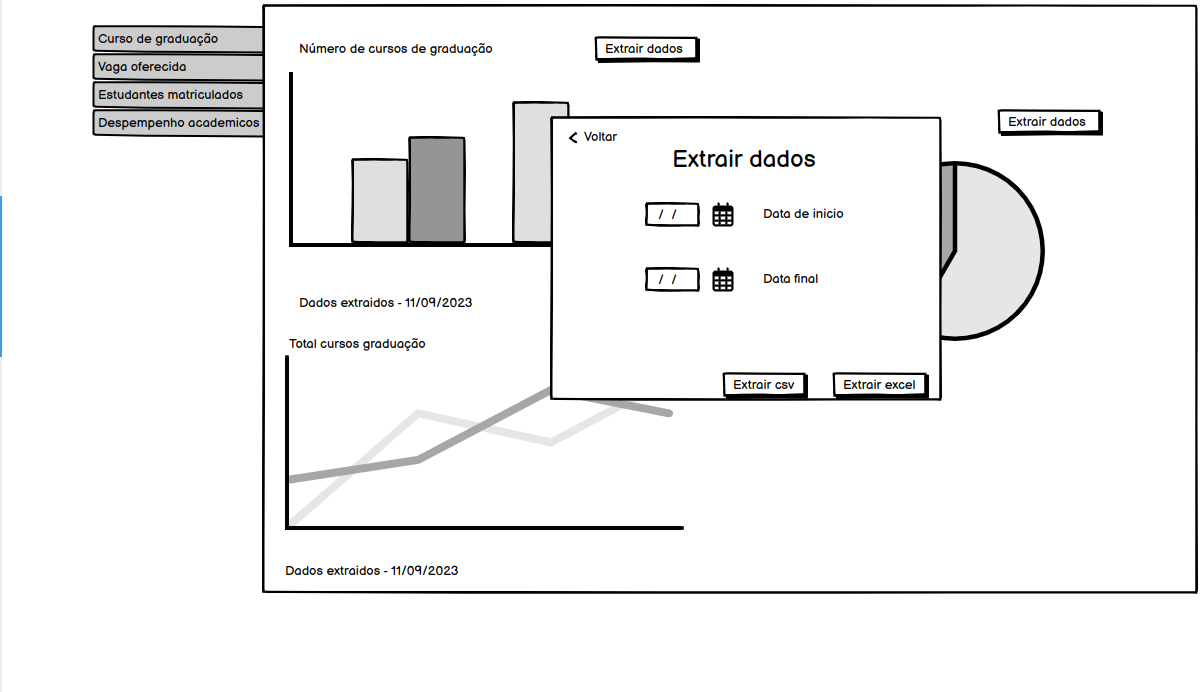 Curso de graduação
Vaga oferecida
Estudantes matriculados
Despempenho academicos
Número de cursos de graduação
Extrair dados
Extrair dados
Voltar
Extrair dados
/ /
Data de inicio
/ /
Data final
Extrair csv
Extrair excel
Dados extraidos - 11/09/2023
Total cursos graduação
Dados extraidos - 11/09/2023